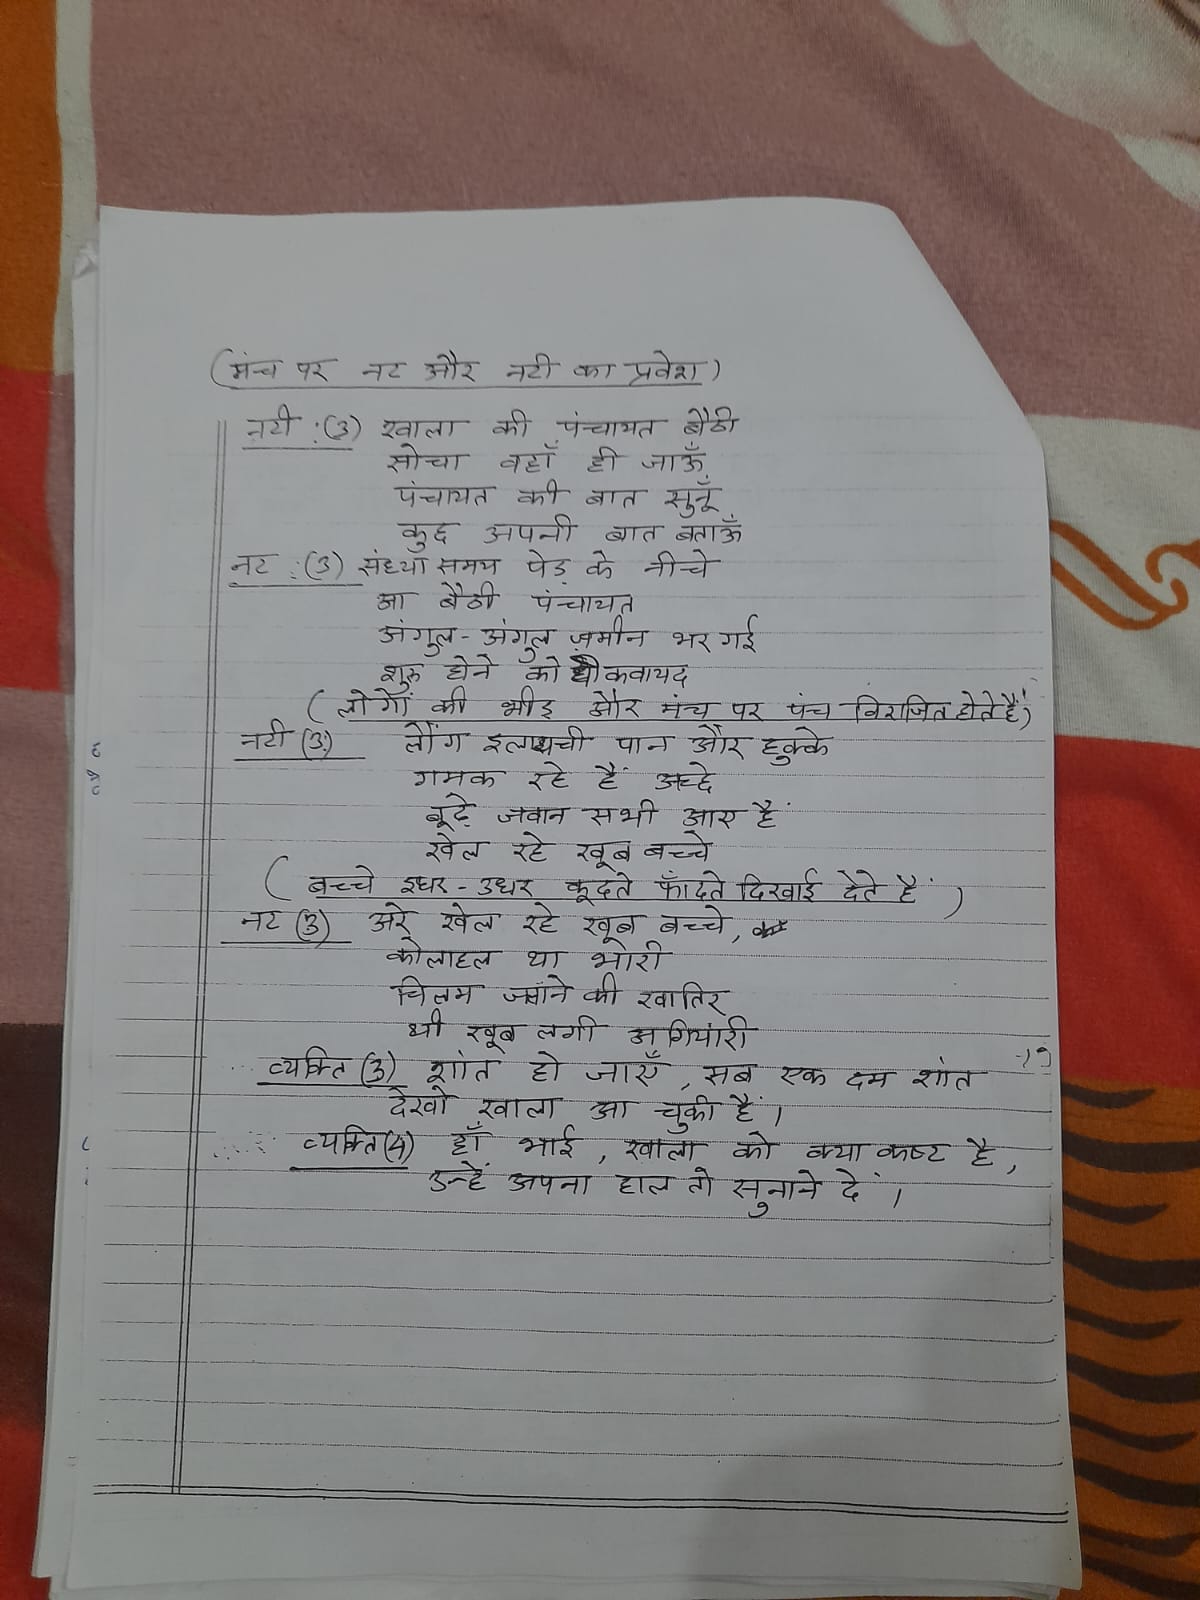 (मंच पर नट और नटी का प्रवेश)
नटी :(3) खाला की पंचायत बैठी
सोचा वहाँ ही जाऊँ
पंचायत की बात सुनूँ
कुछ अपनी बात बताऊँ
नट :(3) संध्या समय पेड़ के नीचे
आ बैठी पंचायत
अंगुल-अंगुल ज़मीन भर गई
शुरु होने को थी कवायद
(लोगों की भीड़ और मंच पर पंच विराजित होते हैं)
नटी (3) लौंग इलायची पान और हुक्के
गमक रहे हैं अच्छे
बूढ़े जवान सभी आए हैं
खेल रहे खूब बच्चे
(बच्चे इधर-उधर कूदते फाँदते दिखाई देते हैं)
नट (3) अरे खेल रहे खूब बच्चे,
कोलाहल था भारी
चिलम जमाने की खातिर
थी खूब लगी अगियारी
व्यक्ति (3) शांत हो जाएँ, सब एक दम शांत
देखो खाला आ चुकी हैं।
व्यक्ति (4) हाँ भाई, खाला को क्या कष्ट है,
उन्हें अपना हाल तो सुनाने दें।